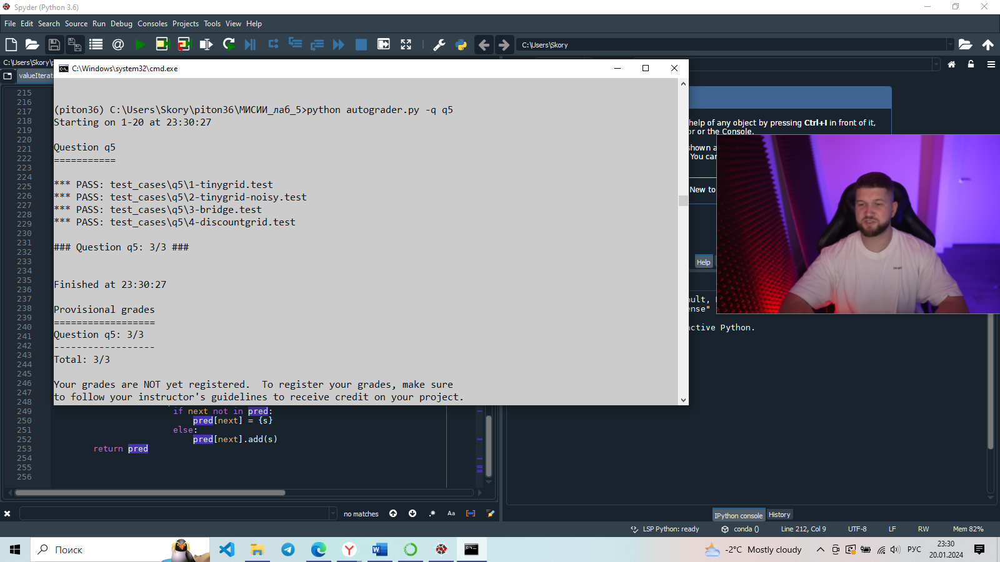 Spyder (Python 3.6)
File Edit Search Source Run Debug Consoles Projects Tools View Help
C:\Users\Skory
C:\Users\Skory\
C:\Windows\system32\cmd.exe
valueIterat
215
216
217
218
219
220
221
222
223
224
225
226
227
228
229
230
231
232
233
234
235
236
237
238
239
240
241
242
243
244
245
246
247
248
249
250
251
252
253
254
255
256
(piton36) C:\Users\Skory\piton36\МИСИИ_лаб_5>python autograder.py -q q5
Starting on 1-20 at 23:30:27
Question q5
===========
*** PASS: test_cases\q5\1-tinygrid.test
*** PASS: test_cases\q5\2-tinygrid-noisy.test
*** PASS: test_cases\q5\3-bridge.test
*** PASS: test_cases\q5\4-discountgrid.test
### Question q5: 3/3 ###
Finished at 23:30:27
Provisional grades
==================
Question q5: 3/3
------------------
Total: 3/3
Your grades are NOT yet registered.  To register your grades, make sure
to follow your instructor's guidelines to receive credit on your project.
if next not in pred:
pred[next] = {s}
else:
pred[next].add(s)
return pred
help of any object by pressing Ctrl+I in front of it,
or the Console.
shown a
You can
New to
Help
ault,
ense"
active Python.
no matches
Aa
IPython console History
LSP Python: ready conda () Line 212, Col 9 UTF-8 LF RW Mem 82%
Поиск
-2°C Mostly cloudy
РУС
23:30
20.01.2024